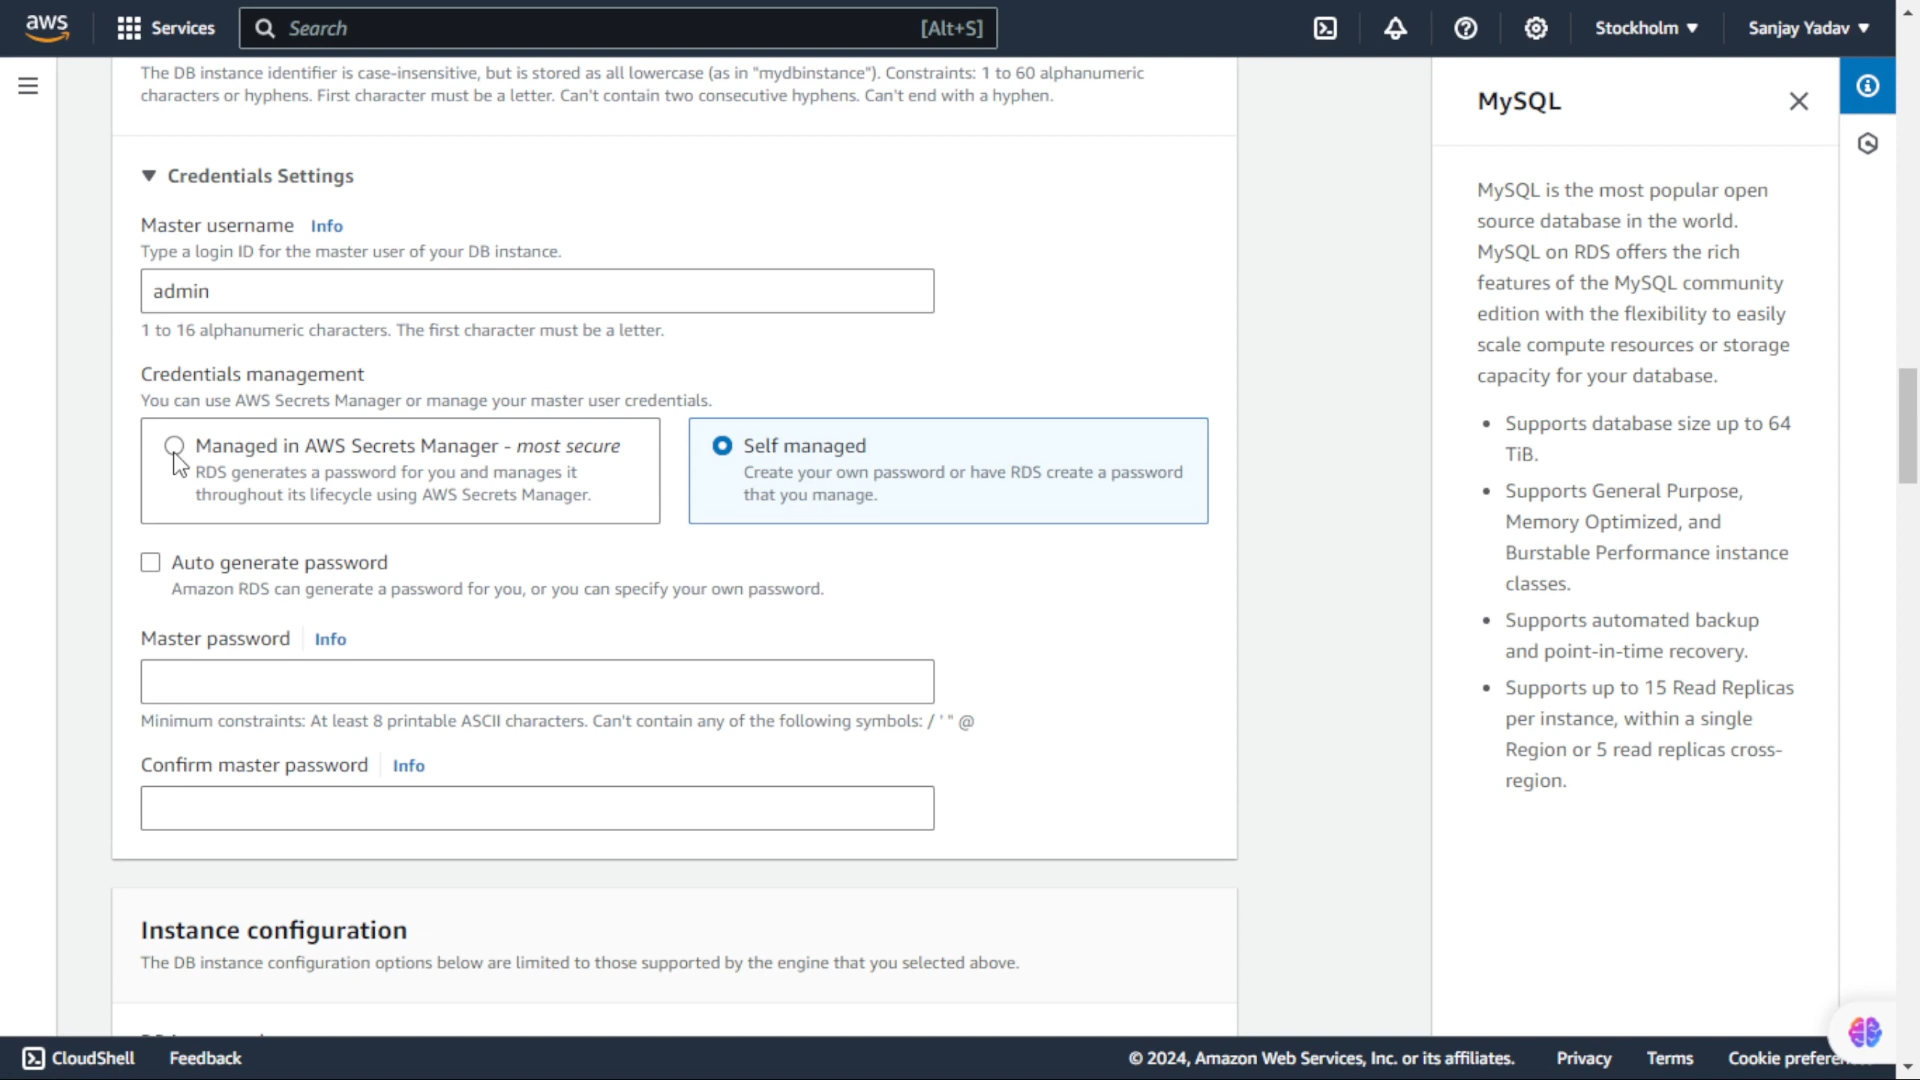 aws
Services
Search
[Alt+S]
Stockholm ▼
Sanjay Yadav ▼
The DB instance identifier is case-insensitive, but is stored as all lowercase (as in "mydbinstance"). Constraints: 1 to 60 alphanumeric
characters or hyphens. First character must be a letter. Can't contain two consecutive hyphens. Can't end with a hyphen.
▼ Credentials Settings
Master username Info
Type a login ID for the master user of your DB instance.
admin
1 to 16 alphanumeric characters. The first character must be a letter.
Credentials management
You can use AWS Secrets Manager or manage your master user credentials.
Managed in AWS Secrets Manager - most secure
RDS generates a password for you and manages it
throughout its lifecycle using AWS Secrets Manager.
Self managed
Create your own password or have RDS create a password
that you manage.
Auto generate password
Amazon RDS can generate a password for you, or you can specify your own password.
Master password Info
Minimum constraints: At least 8 printable ASCII characters. Can't contain any of the following symbols: / ' " @
Confirm master password Info
Instance configuration
The DB instance configuration options below are limited to those supported by the engine that you selected above.
MySQL
MySQL is the most popular open
source database in the world.
MySQL on RDS offers the rich
features of the MySQL community
edition with the flexibility to easily
scale compute resources or storage
capacity for your database.
• Supports database size up to 64
TiB.
• Supports General Purpose,
Memory Optimized, and
Burstable Performance instance
classes.
• Supports automated backup
and point-in-time recovery.
• Supports up to 15 Read Replicas
per instance, within a single
Region or 5 read replicas cross-
region.
CloudShell
Feedback
© 2024, Amazon Web Services, Inc. or its affiliates.
Privacy
Terms
Cookie